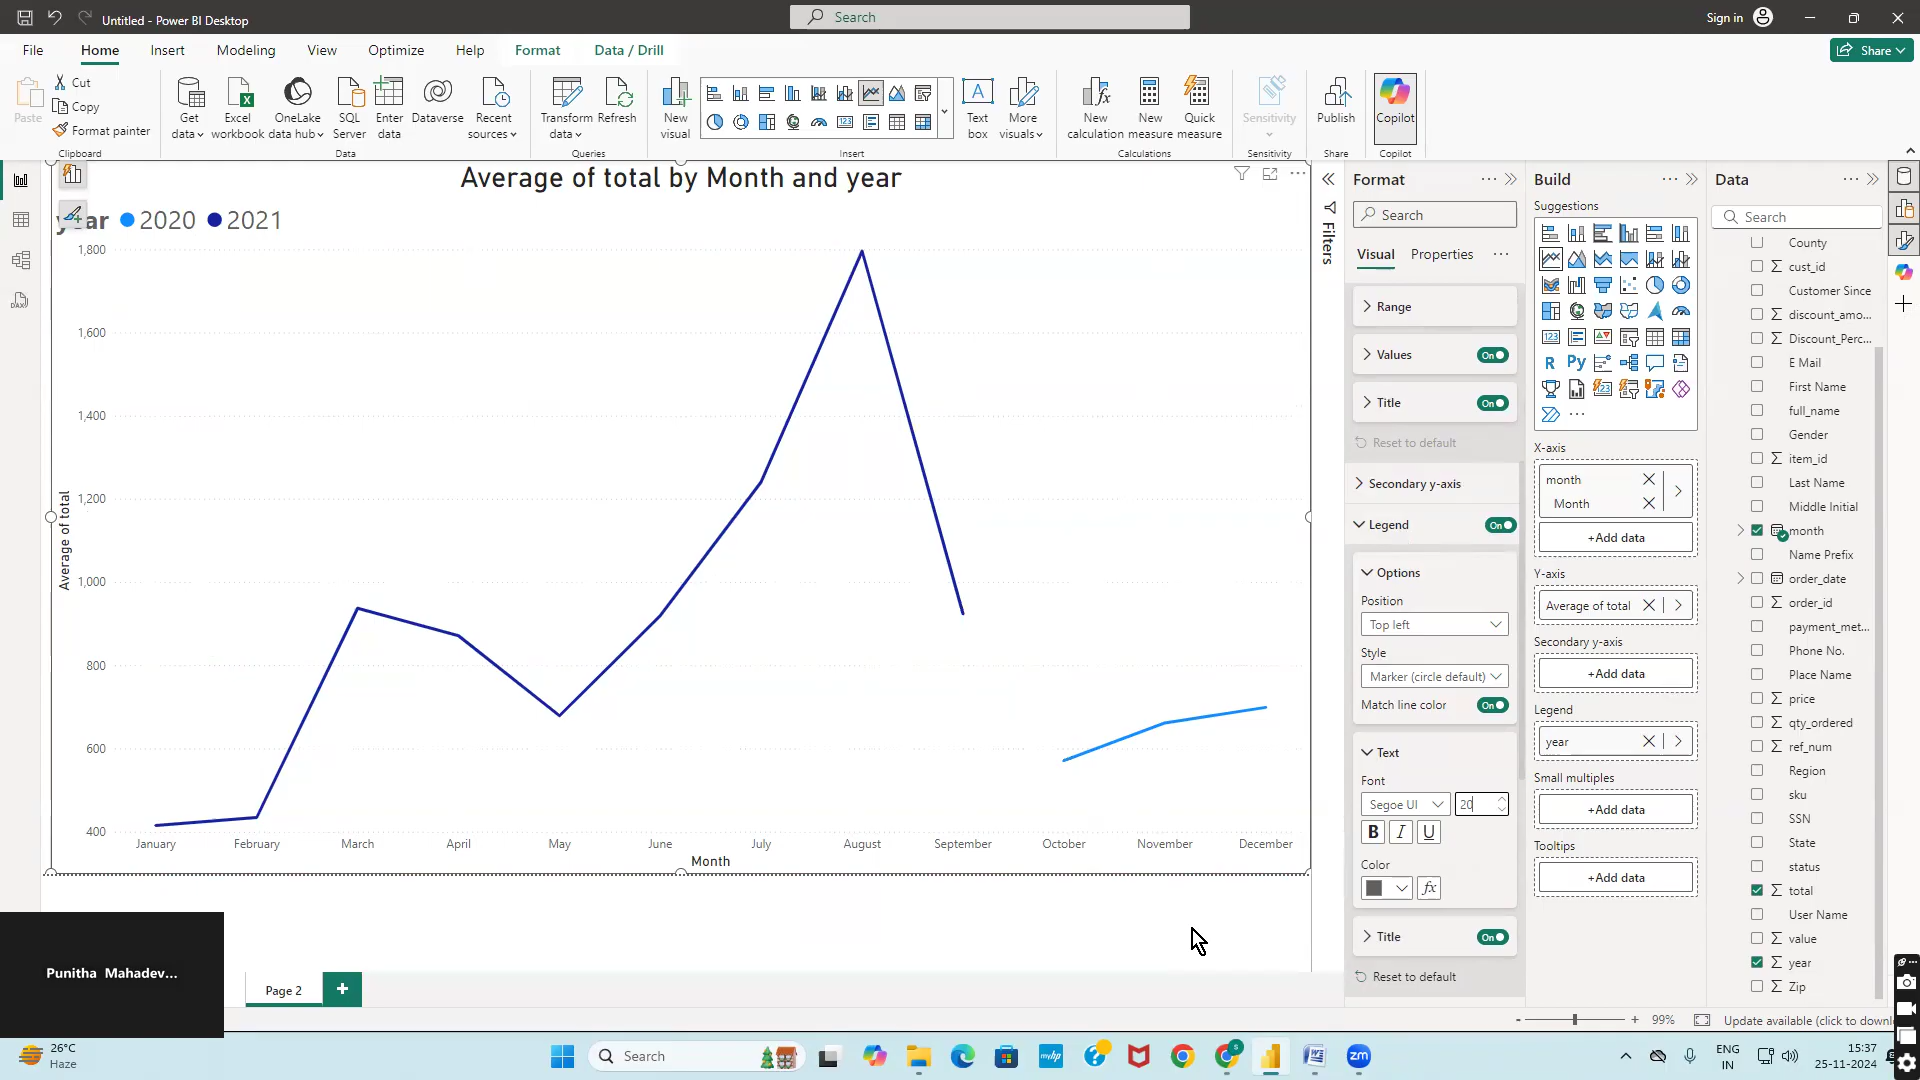 Untitled - Power BI Desktop
Search
Sign in
File
Home
Insert
Modeling
View
Optimize
Help
Format
Data / Drill
Share
Paste
Cut
Copy
Format painter
Clipboard
Get data
Excel workbook
OneLake data hub
SQL Server
Enter data
Dataverse
Recent sources
Data
Transform data
Refresh
Queries
New visual
Text box
More visuals
Insert
New calculation
New measure
Quick measure
Calculations
Sensitivity
Sensitivity
Publish
Share
Copilot
Copilot
Average of total by Month and year
year 2020 2021
1,800
1,600
1,400
1,200
1,000
800
600
400
Average of total
January February March April May June July August September October November December
Month
Filters
Format
Search
Visual
Properties
Range
Values
On
Title
On
Reset to default
Secondary y-axis
Legend
On
Options
Position
Top left
Style
Marker (circle default)
Match line color
On
Text
Font
Segoe UI
20
B I U
Color
fx
Title
On
Reset to default
Build
Suggestions
R
Py
X-axis
month
Month
+Add data
Y-axis
Average of total
Secondary y-axis
+Add data
Legend
year
Small multiples
+Add data
Tooltips
+Add data
Data
Search
County
cust_id
Customer Since
discount_amo...
Discount_Perc...
E Mail
First Name
full_name
Gender
item_id
Last Name
Middle Initial
month
Name Prefix
order_date
order_id
payment_met...
Phone No.
Place Name
price
qty_ordered
ref_num
Region
sku
SSN
State
status
total
User Name
value
year
Zip
Punitha Mahadev...
Page 2
99%
Update available (click to downl
26°C
Haze
Search
ENG
IN
15:37
25-11-2024